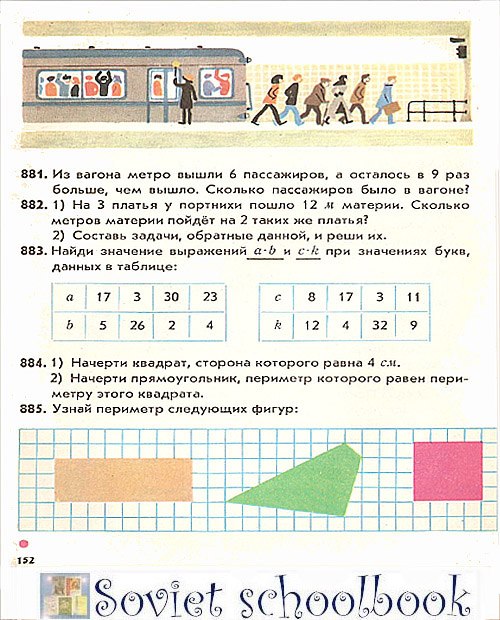 881. Из вагона метро вышли 6 пассажиров, а осталось в 9 раз
больше, чем вышло. Сколько пассажиров было в вагоне?
882. 1) На 3 платья у портнихи пошло 12 м материи. Сколько
метров материи пойдёт на 2 таких же платья?
2) Составь задачи, обратные данной, и реши их.
883. Найди значение выражений a·b и c·k при значениях букв,
данных в таблице:
a 17 3 30 23
b 5 26 2 4
c 8 17 3 11
k 12 4 32 9
884. 1) Начерти квадрат, сторона которого равна 4 см.
2) Начерти прямоугольник, периметр которого равен пери-
метру этого квадрата.
885. Узнай периметр следующих фигур:
152
Soviet schoolbook